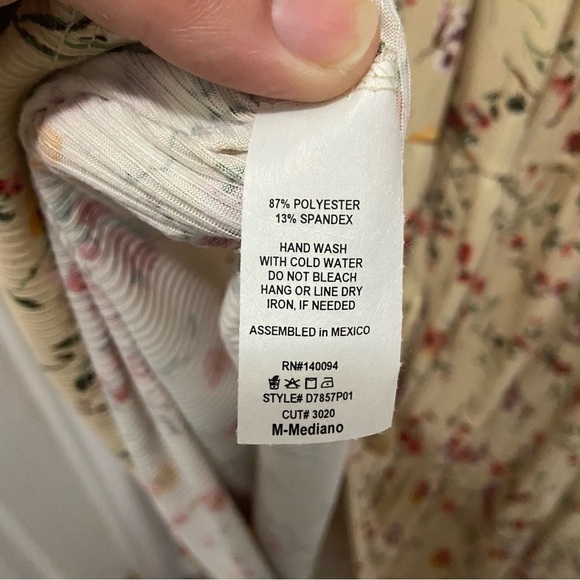 87% POLYESTER
13% SPANDEX
HAND WASH
WITH COLD WATER
DO NOT BLEACH
HANG OR LINE DRY
IRON, IF NEEDED
ASSEMBLED in MEXICO
RN#140094
STYLE# D7857P01
CUT# 3020
M-Mediano